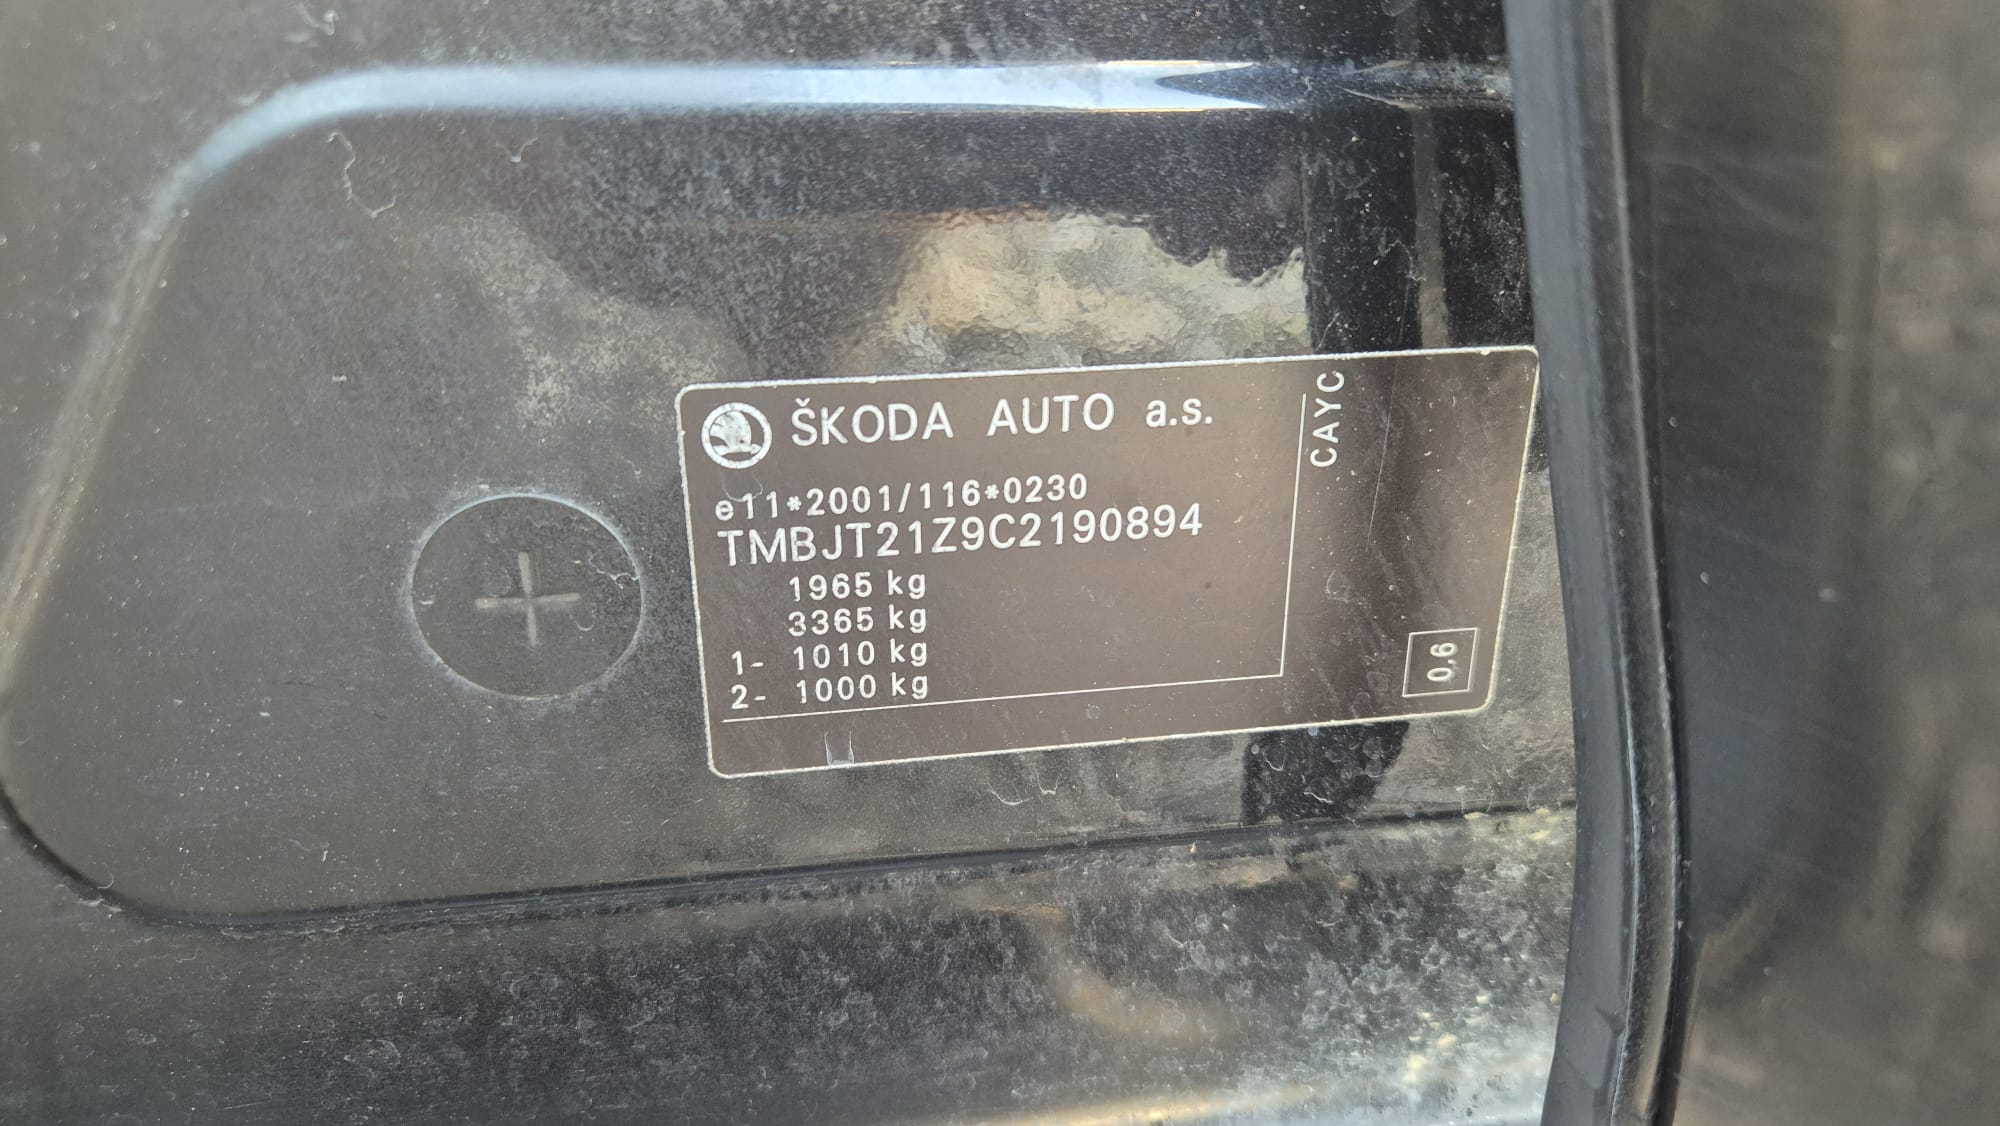 ŠKODA AUTO a.s.
e11*2001/116*0230
TMBJT21Z9C2190894
1965 kg
3365 kg
1- 1010 kg
2- 1000 kg
CAYC
0,6